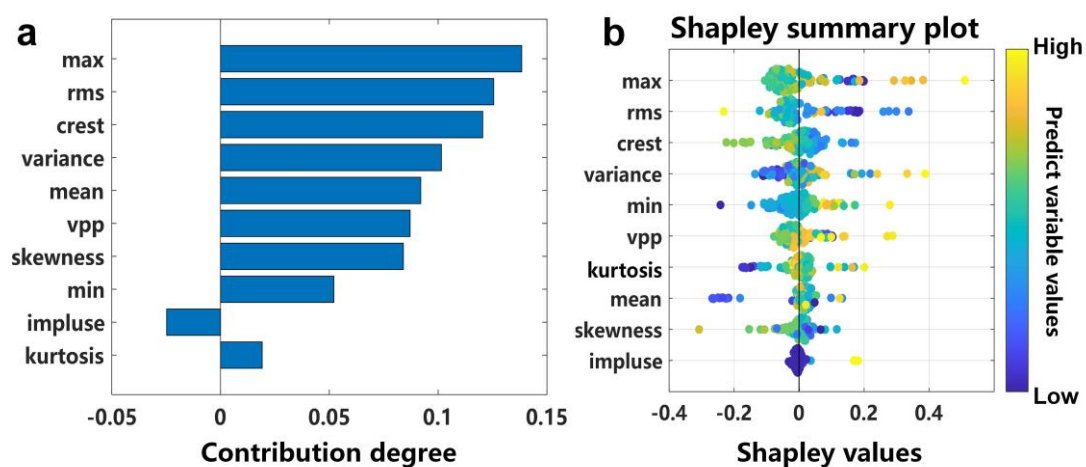 a
max
rms
crest
variance
mean
vpp
skewness
min
impluse
kurtosis
-0.05 0 0.05 0.1 0.15
Contribution degree
b
Shapley summary plot
max
rms
crest
variance
min
vpp
kurtosis
mean
skewness
impluse
-0.4 -0.2 0 0.2 0.4
Shapley values
High
Predict variable values
Low